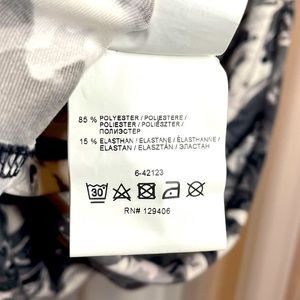 85 % POLYESTER / POLIESTERE /
POLIESTER / POLIÉSZTER /
ПОЛИЭСТЕР
15 % ELASTHAN / ELASTANE / ÉLASTHANNE /
ELASTAN / ELASZTÁN / ЭЛАСТАН
6-42123
30
RN# 129406